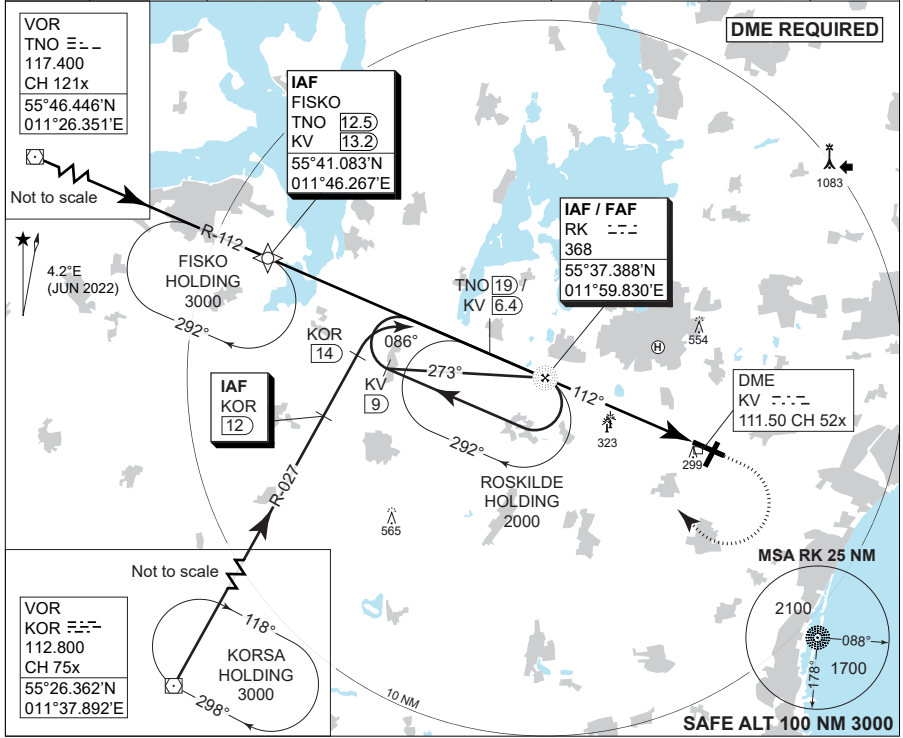 DME REQUIRED
VOR
TNO
117.400
CH 121x
55°46.446'N
011°26.351'E
Not to scale
IAF
FISKO
TNO 12.5
KV 13.2
55°41.083'N
011°46.267'E
1083
4.2°E
(JUN 2022)
R-112
FISKO
HOLDING
3000
292°
IAF / FAF
RK
368
55°37.388'N
011°59.830'E
TNO 19 /
KV 6.4
554
H
KOR
14
086°
KV
9
273°
112°
IAF
KOR
12
292°
323
DME
KV
111.50 CH 52x
299
ROSKILDE
HOLDING
2000
R-027
565
Not to scale
MSA RK 25 NM
2100
088°
178°
1700
VOR
KOR
112.800
CH 75x
55°26.362'N
011°37.892'E
118°
KORSA
HOLDING
3000
298°
10 NM
SAFE ALT 100 NM 3000